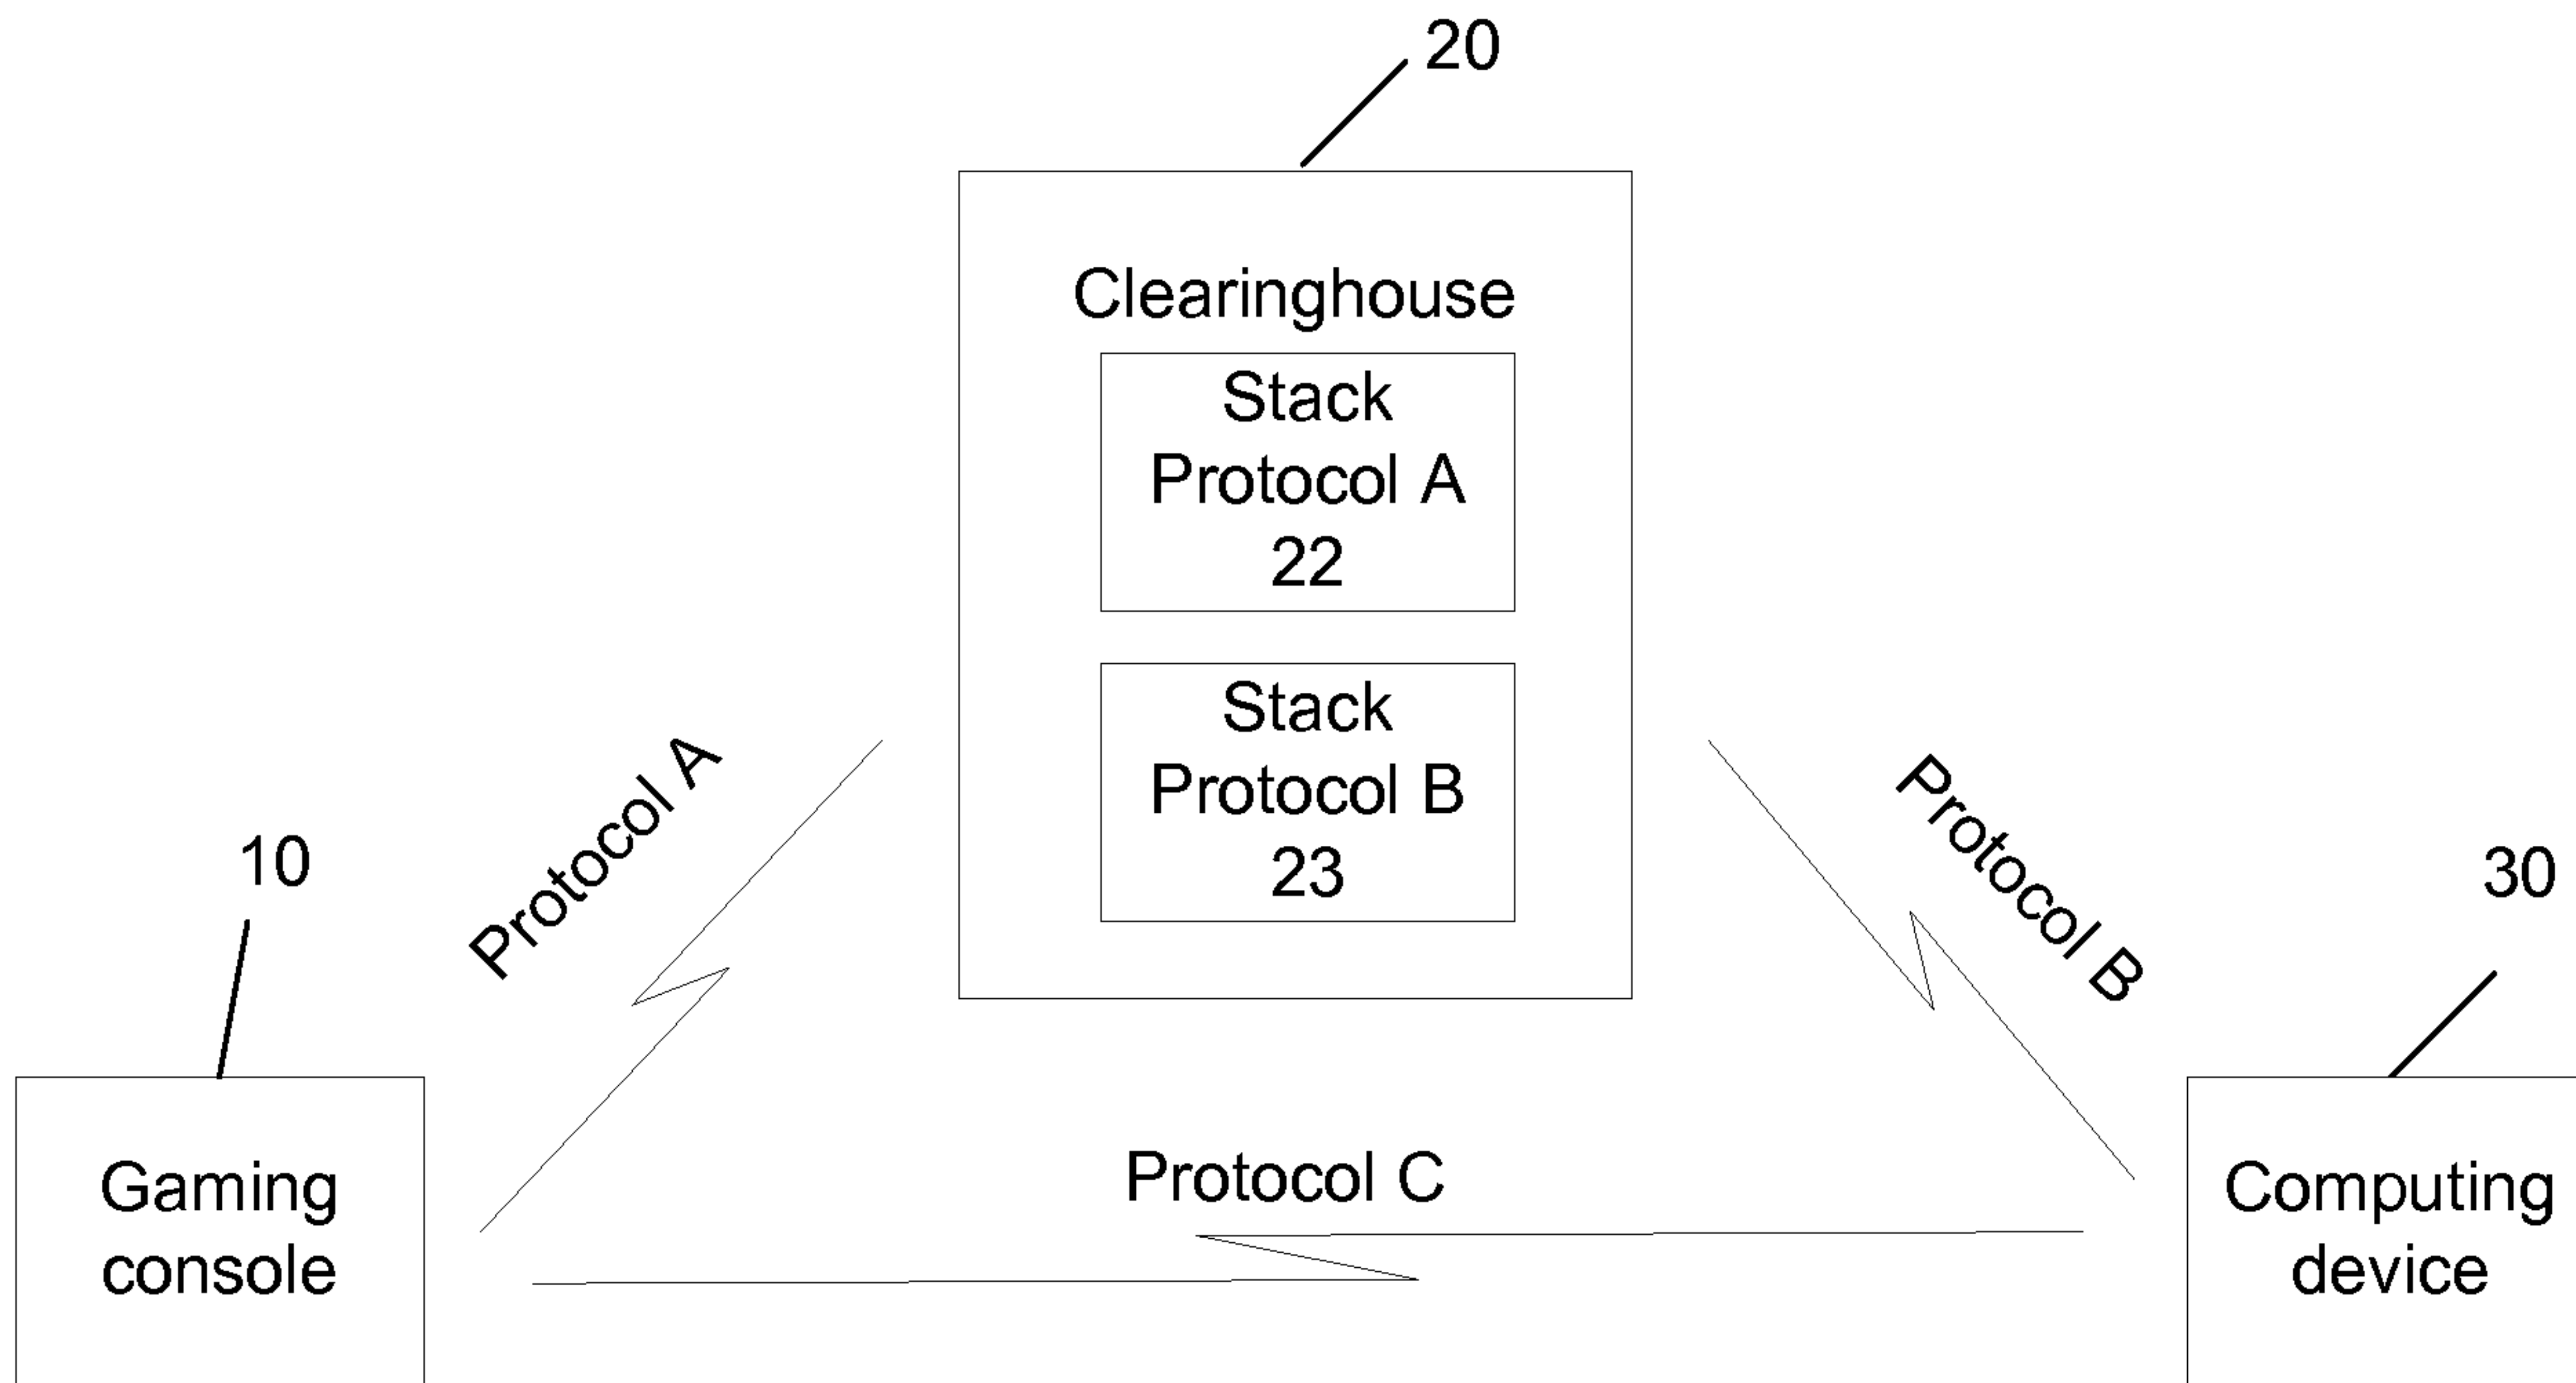 20
Clearinghouse
Stack
Protocol A
22
Stack
Protocol B
23
Protocol A
Protocol B
10
30
Protocol C
Gaming
console
Computing
device